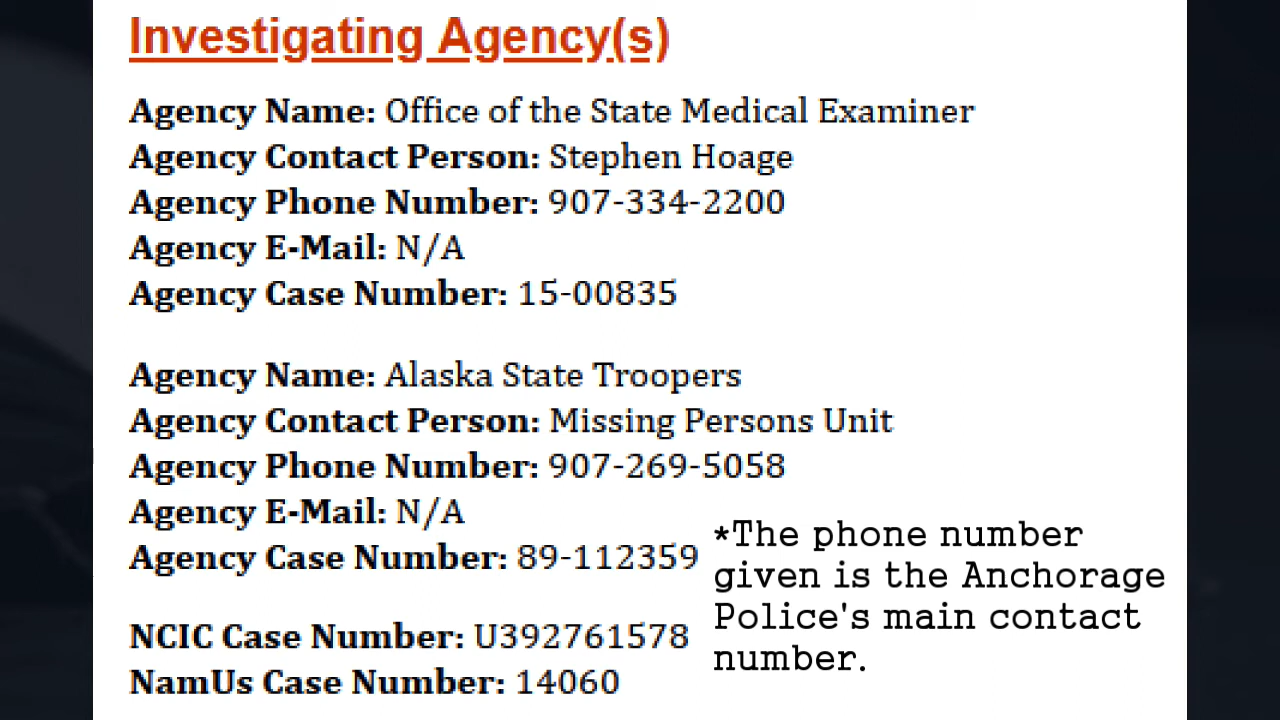 Investigating Agency(s)
Agency Name: Office of the State Medical Examiner
Agency Contact Person: Stephen Hoage
Agency Phone Number: 907-334-2200
Agency E-Mail: N/A
Agency Case Number: 15-00835
Agency Name: Alaska State Troopers
Agency Contact Person: Missing Persons Unit
Agency Phone Number: 907-269-5058
Agency E-Mail: N/A
Agency Case Number: 89-112359
NCIC Case Number: U392761578
NamUs Case Number: 14060
*The phone number
given is the Anchorage
Police's main contact
number.